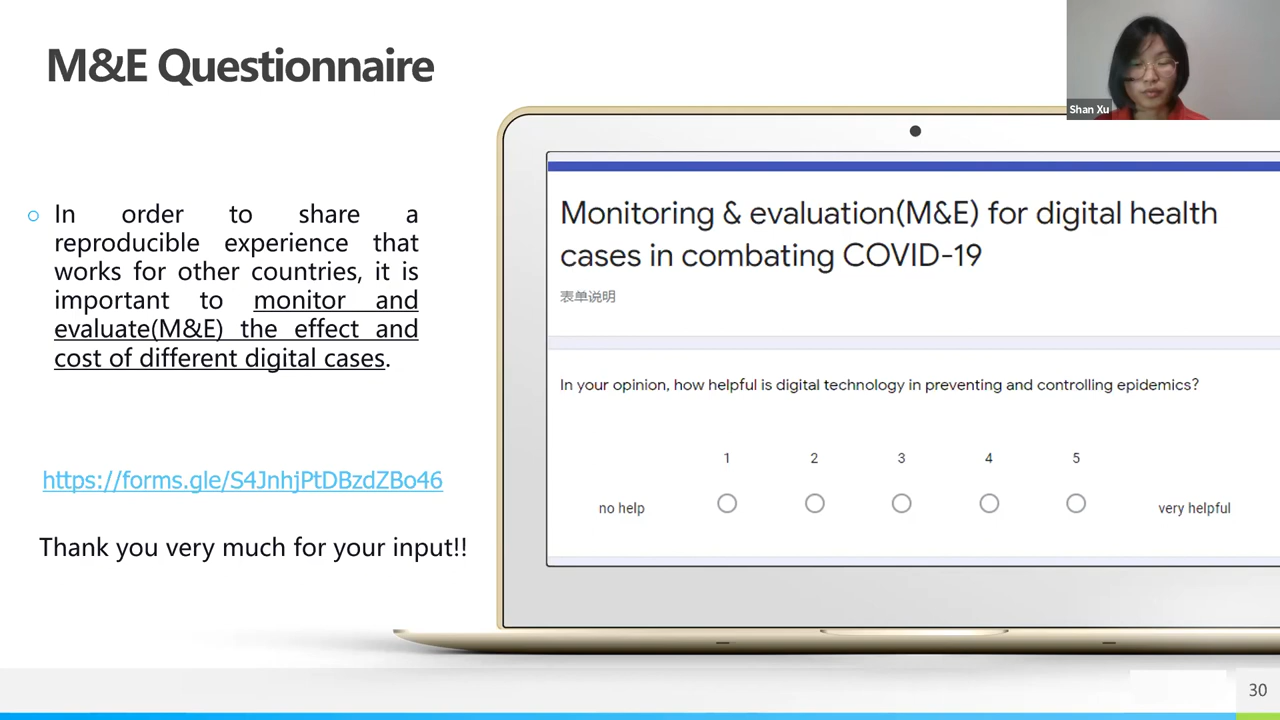 M&E Questionnaire
Shan Xu
In order to share a
reproducible experience that
works for other countries, it is
important to monitor and
evaluate(M&E) the effect and
cost of different digital cases.
https://forms.gle/S4JnhjPtDBzdZBo46
Thank you very much for your input!!
Monitoring & evaluation(M&E) for digital health
cases in combating COVID-19
表单说明
In your opinion, how helpful is digital technology in preventing and controlling epidemics?
1 2 3 4 5
no help very helpful
30